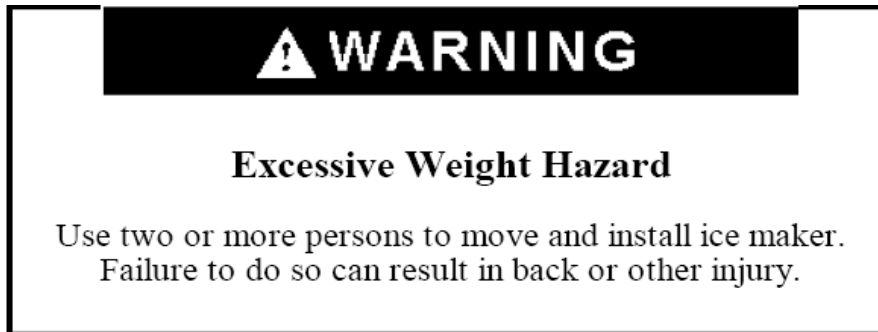 WARNING
Excessive Weight Hazard
Use two or more persons to move and install ice maker.
Failure to do so can result in back or other injury.